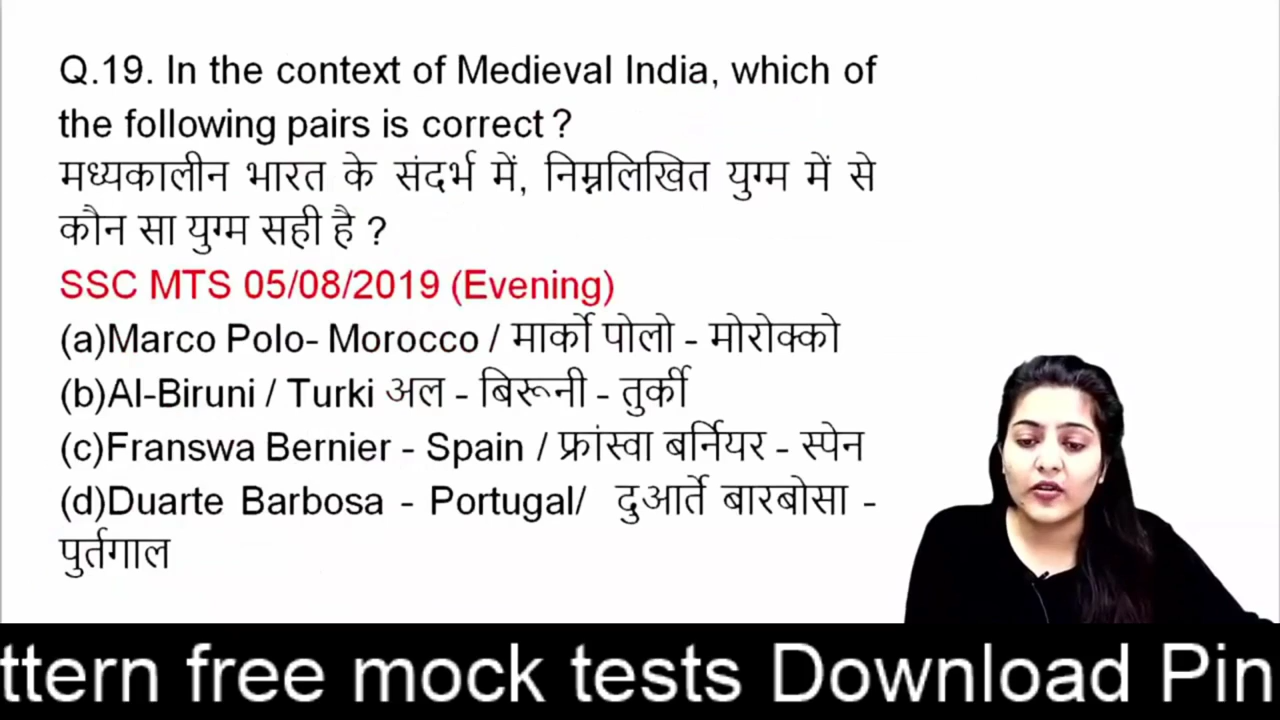 Q.19. In the context of Medieval India, which of
the following pairs is correct ?
मध्यकालीन भारत के संदर्भ में, निम्नलिखित युग्म में से
कौन सा युग्म सही है ?
SSC MTS 05/08/2019 (Evening)
(a)Marco Polo- Morocco / मार्को पोलो - मोरोक्को
(b)Al-Biruni / Turki अल - बिरूनी - तुर्की
(c)Franswa Bernier - Spain / फ्रांस्वा बर्नियर - स्पेन
(d)Duarte Barbosa - Portugal/ दुआर्ते बारबोसा -
पुर्तगाल
ttern free mock tests Download Pin